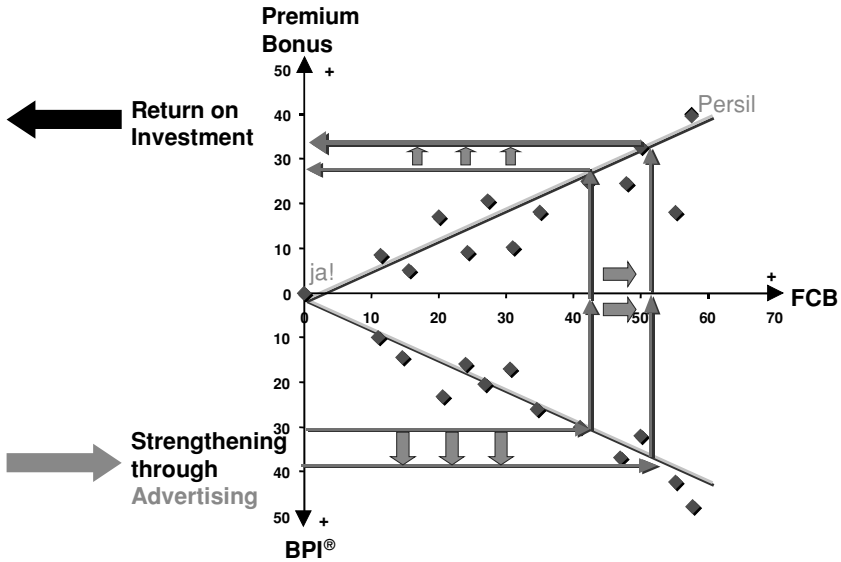 Premium
Bonus
50
+
40
Persil
Return on
Investment
30
20
10
ja!
+
0
FCB
0 10 20 30 40 50 60 70
10
20
30
Strengthening
through
Advertising
40
50
+
BPI®